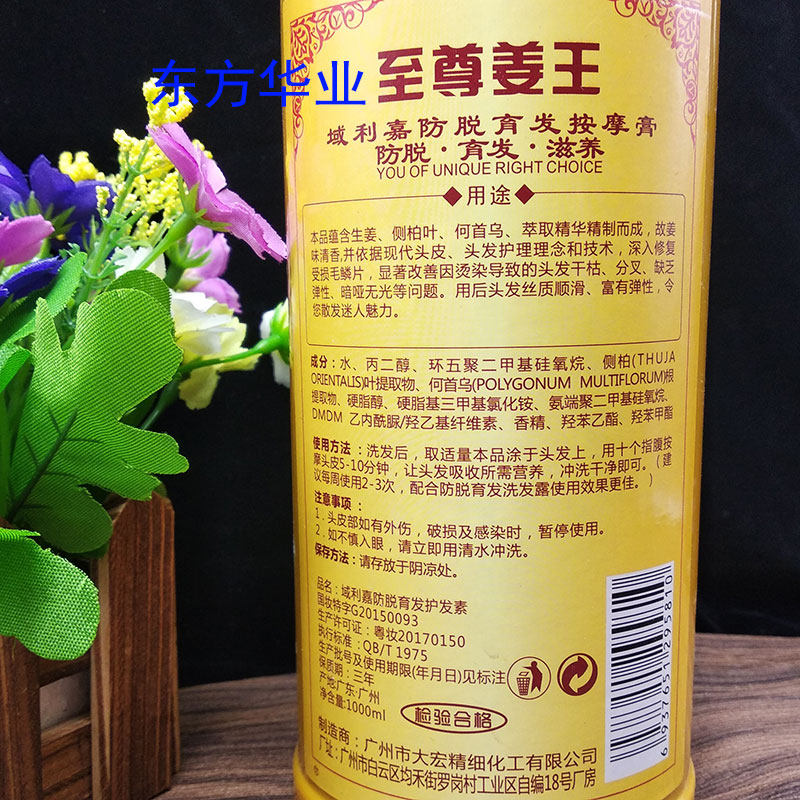 东方华业
至尊姜王
域利嘉防脱育发按摩膏
防脱·育发·滋养
YOU OF UNIQUE RIGHT CHOICE
◆用途◆
本品蕴含生姜、侧柏叶、何首乌、萃取精华精制而成，故姜
味清香,并依据现代头皮、头发护理理念和技术，深入修复
受损毛鳞片，显著改善因烫染导致的头发干枯、分叉、缺乏
弹性、暗哑无光等问题。用后头发丝质顺滑、富有弹性，令
您散发迷人魅力。
成分：水、丙二醇、环五聚二甲基硅氧烷、侧柏(THUJA
ORIENTALIS)叶提取物、何首乌(POLYGONUM MULTIFLORUM)根
提取物、硬脂醇、硬脂基三甲基氯化铵、氨端聚二甲基硅氧烷、
DMDM 乙内酰脲/羟乙基纤维素、香精、羟苯乙酯、羟苯甲酯
使用方法：洗发后，取适量本品涂于头发上，用十个指腹按
摩头皮5-10分钟，让头发吸收所需营养，冲洗干净即可。（建
议每周使用2-3次，配合防脱育发洗发露使用效果更佳。）
注意事项：
1．头皮部如有外伤，破损及感染时，暂停使用。
2．如不慎入眼，请立即用清水冲洗。
保存方法：请存放于阴凉处。
品名：域利嘉防脱育发护发素
国妆特字G20150093
生产许可证：粤妆20170150
执行标准：QB/T 1975
生产批号及使用期限(年月日)见标注
保质期：三年
产地:广东·广州
净含量:1000ml
检验合格
6937651295810
制造商：广州市大宏精细化工有限公司
厂址：广州市白云区均禾街罗岗村工业区自编18号厂房